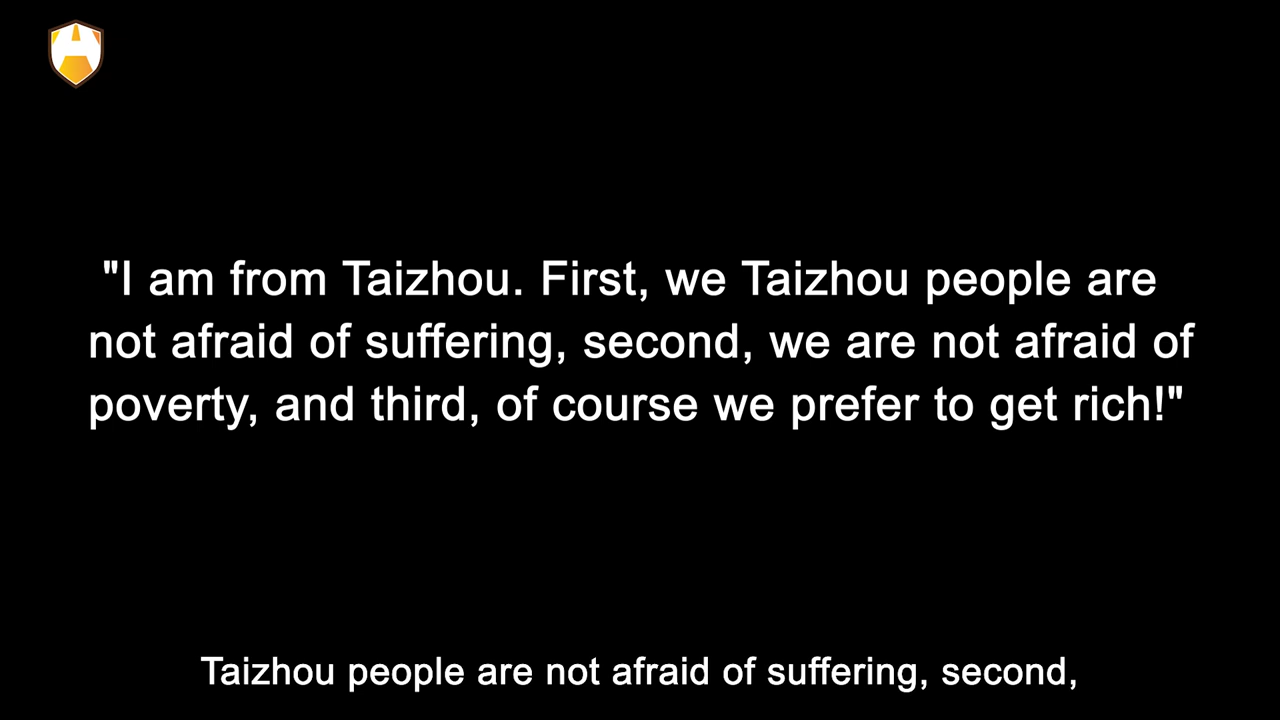 "I am from Taizhou. First, we Taizhou people are
not afraid of suffering, second, we are not afraid of
poverty, and third, of course we prefer to get rich!"
Taizhou people are not afraid of suffering, second,